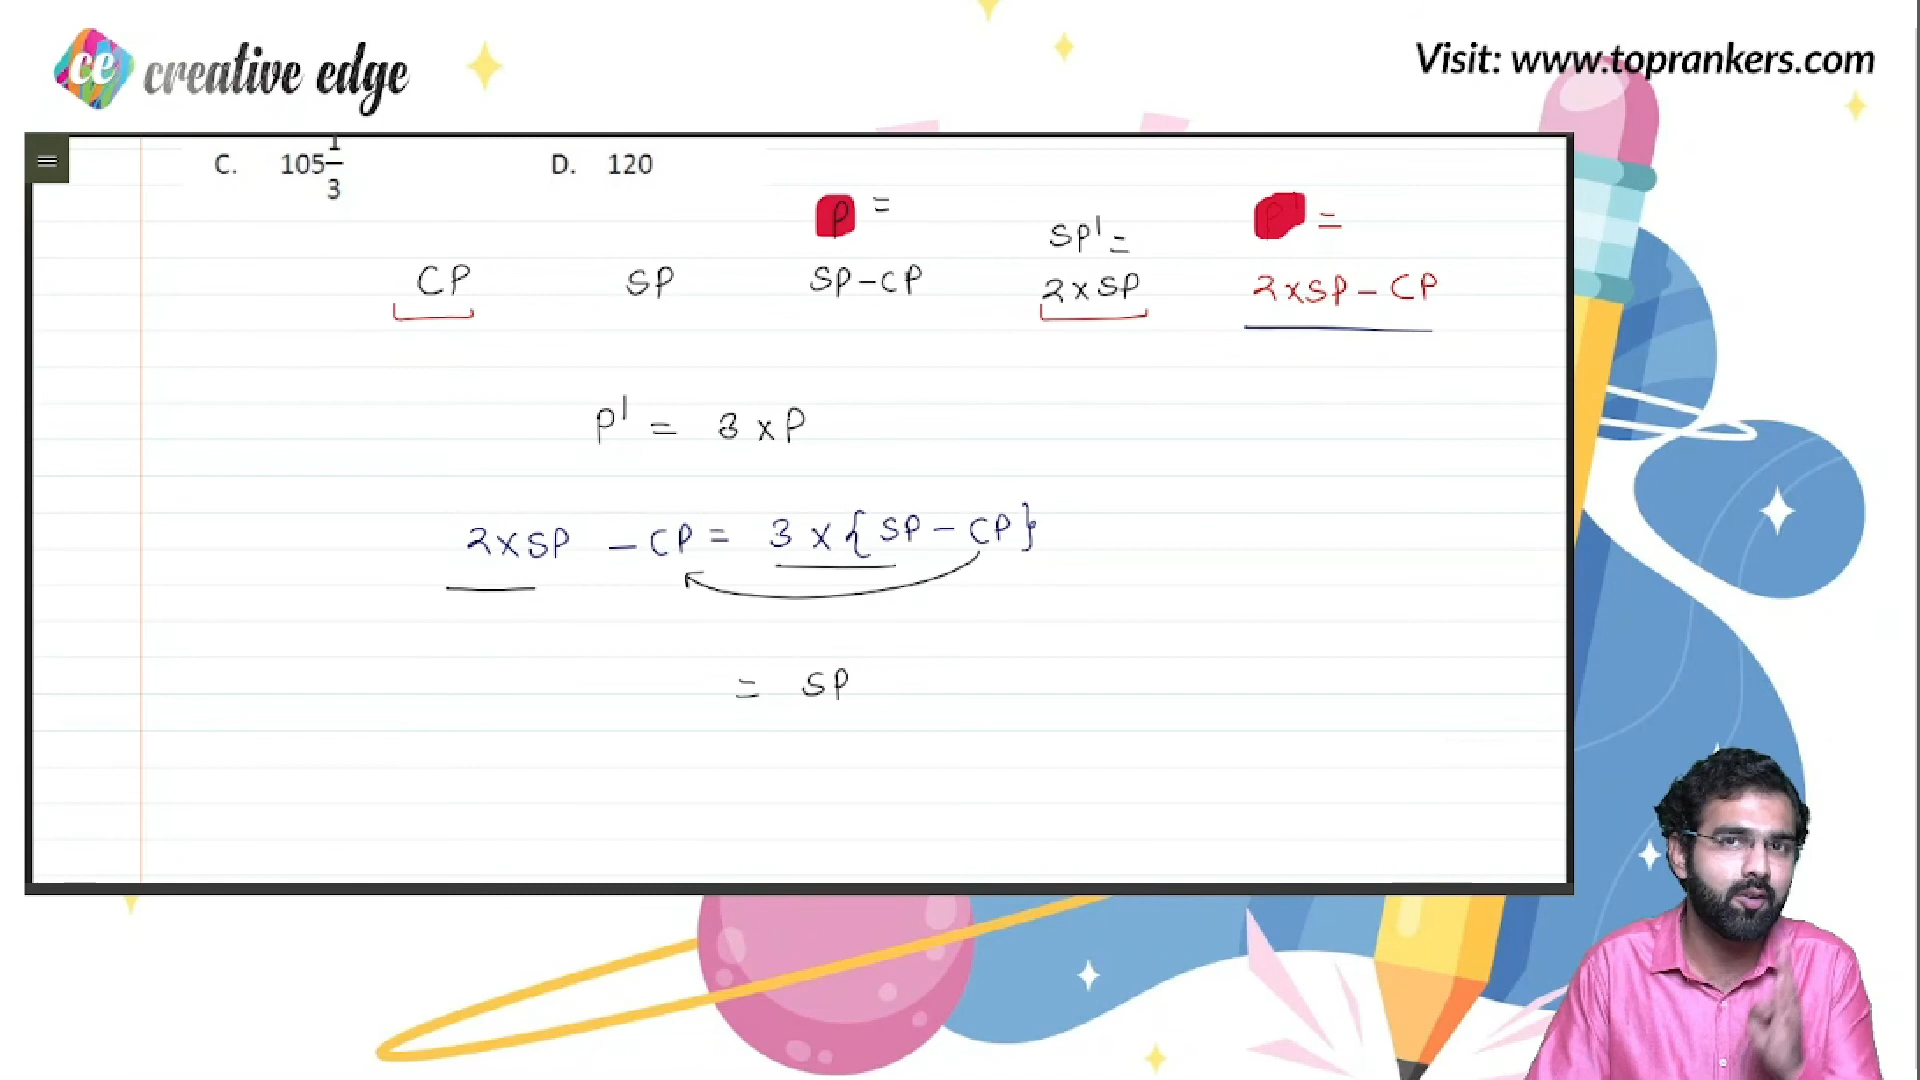 ce creative edge
Visit: www.toprankers.com
C. 105 1/3 D. 120
P =
SP' =
P' =
CP SP SP-CP 2×SP 2×SP-CP
P' = 3×P
2×SP - CP = 3×{SP-CP}
= SP